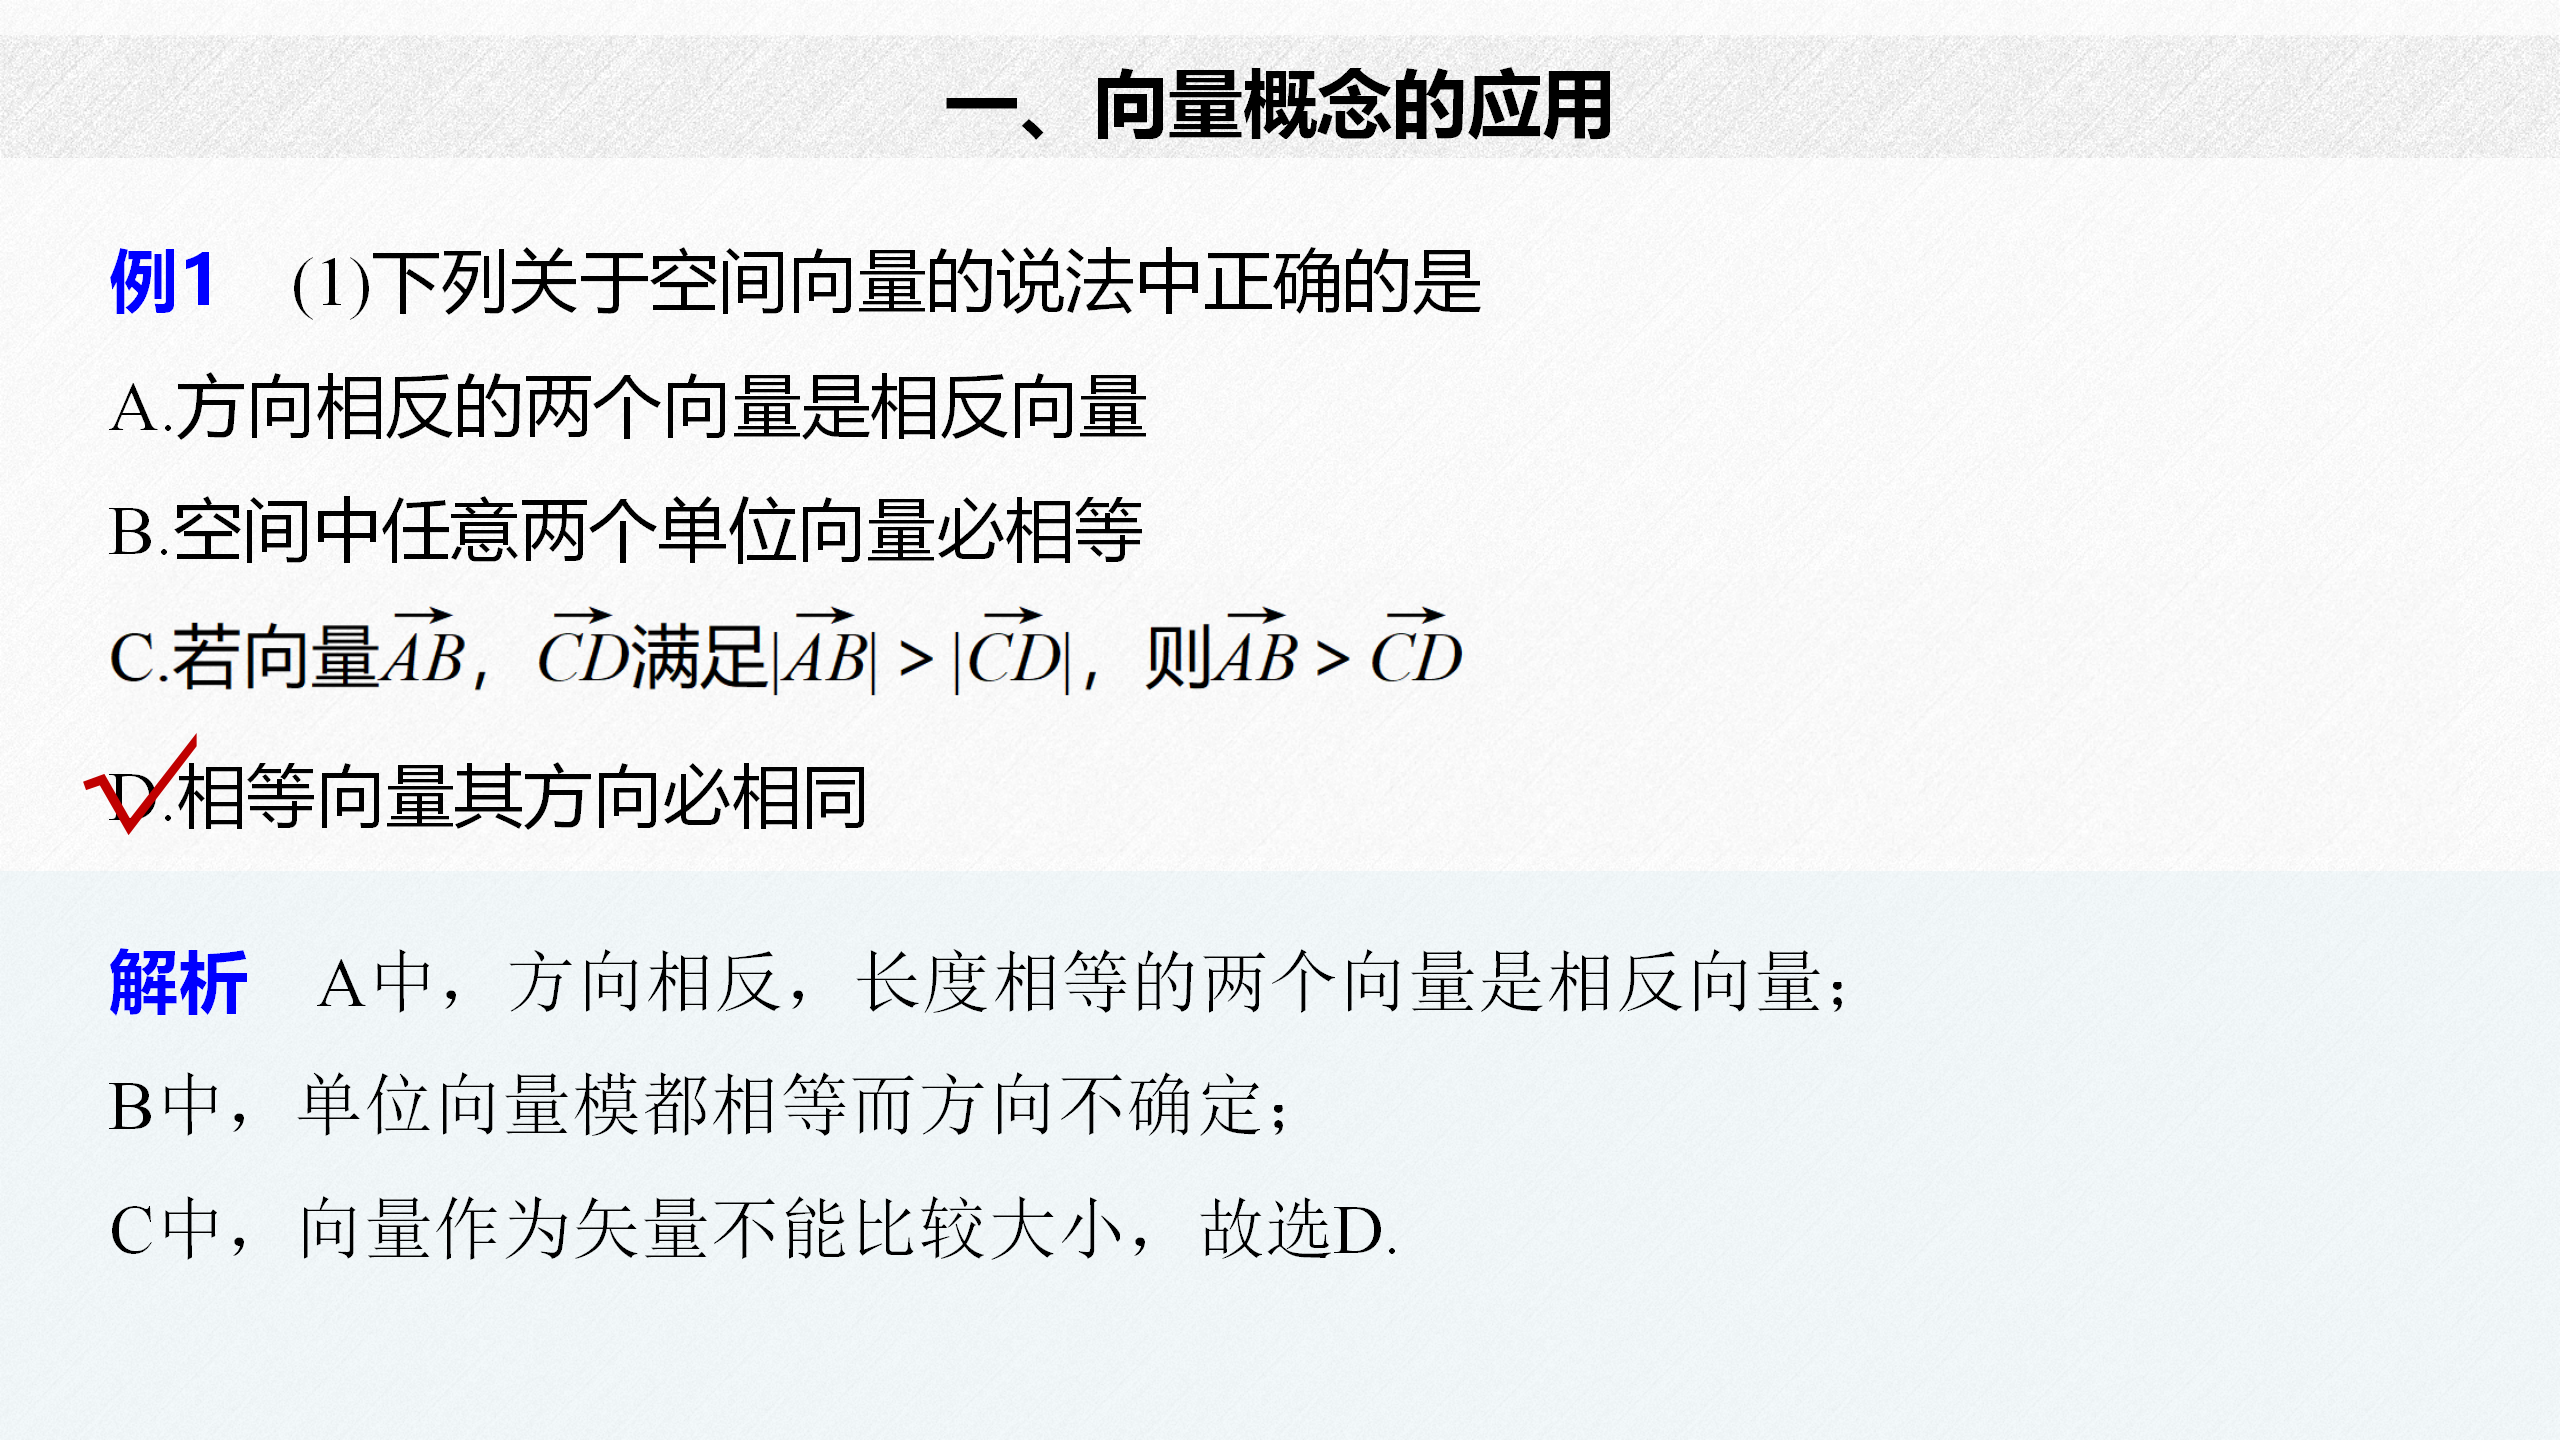 一、向量概念的应用
例1 (1)下列关于空间向量的说法中正确的是
A.方向相反的两个向量是相反向量
B.空间中任意两个单位向量必相等
C.若向量$\overrightarrow{AB}$，$\overrightarrow{CD}$满足|$\overrightarrow{AB}$|＞|$\overrightarrow{CD}$|，则$\overrightarrow{AB}$＞$\overrightarrow{CD}$
D.相等向量其方向必相同
解析 A中，方向相反，长度相等的两个向量是相反向量；
B中，单位向量模都相等而方向不确定；
C中，向量作为矢量不能比较大小，故选D.